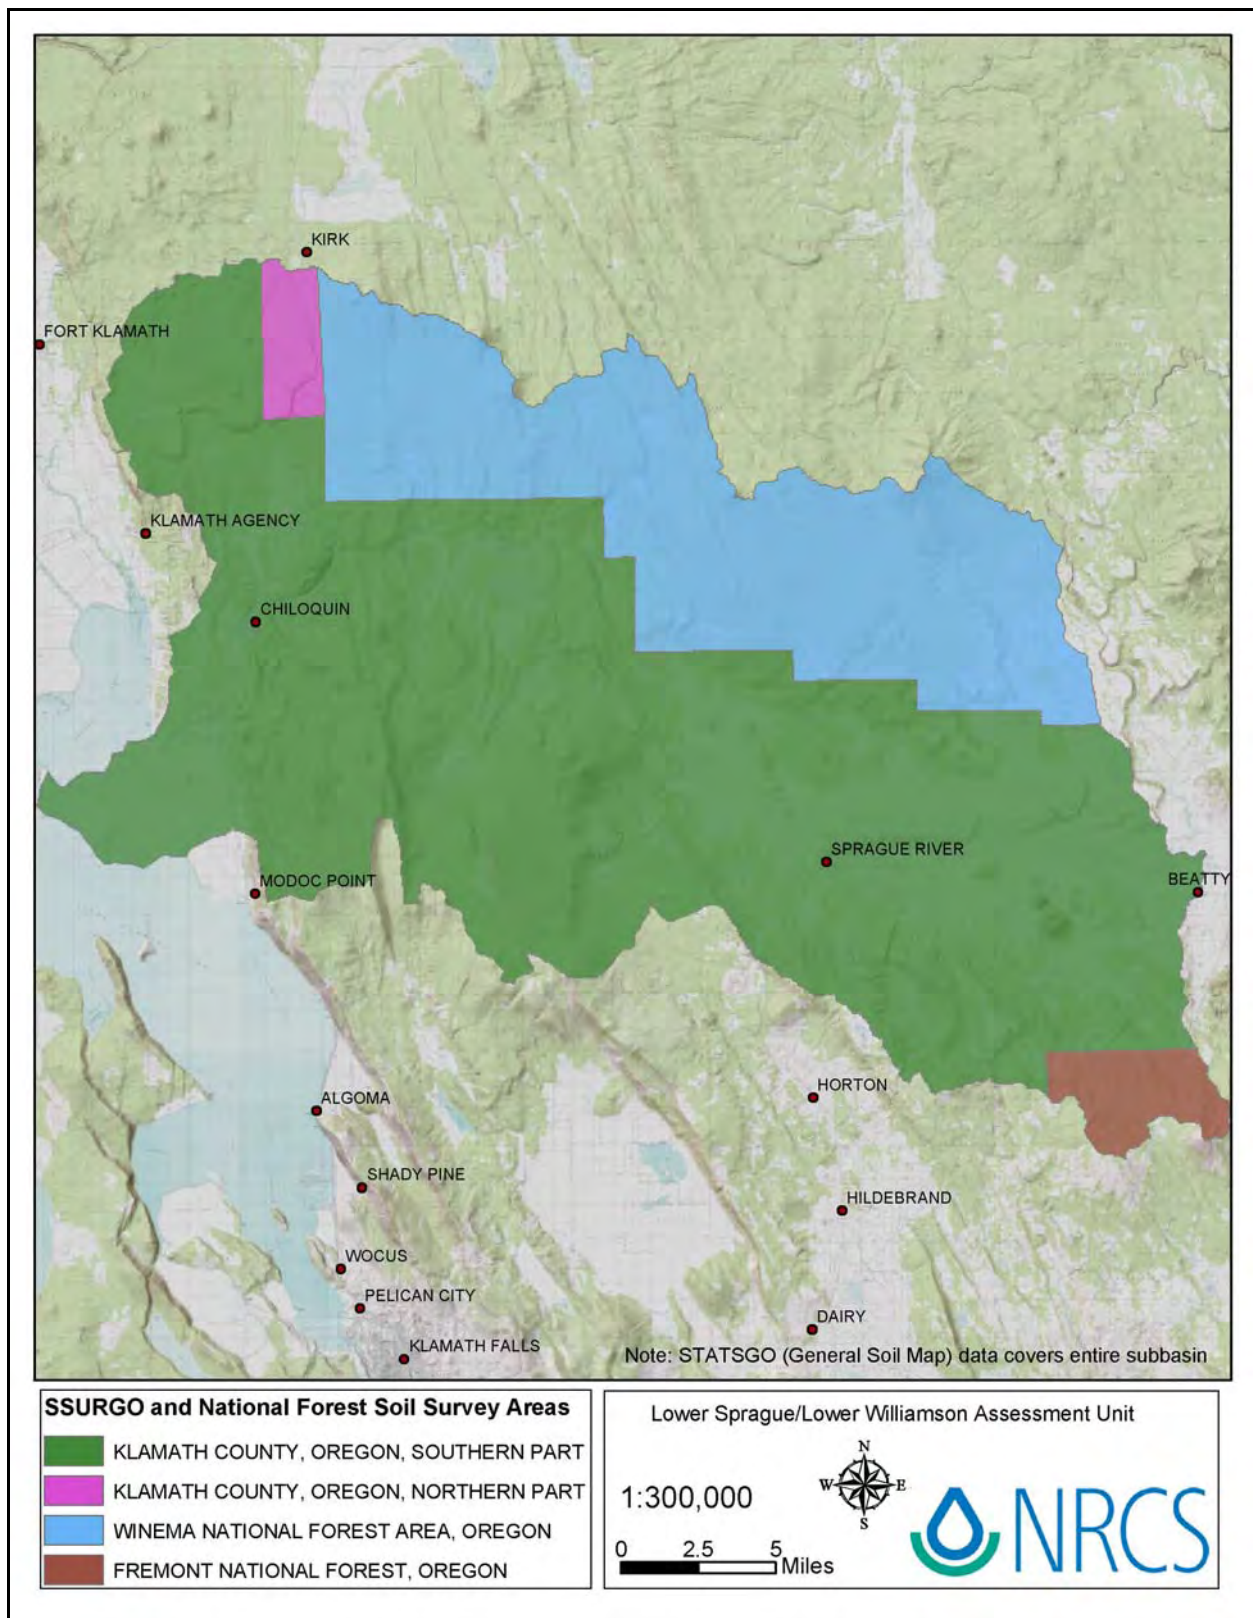 KIRK
FORT KLAMATH
KLAMATH AGENCY
CHILOQUIN
SPRAGUE RIVER
BEATTY
MODOC POINT
HORTON
ALGOMA
SHADY PINE
HILDEBRAND
WOCUS
PELICAN CITY
DAIRY
KLAMATH FALLS
Note: STATSGO (General Soil Map) data covers entire subbasin
SSURGO and National Forest Soil Survey Areas
KLAMATH COUNTY, OREGON, SOUTHERN PART
KLAMATH COUNTY, OREGON, NORTHERN PART
WINEMA NATIONAL FOREST AREA, OREGON
FREMONT NATIONAL FOREST, OREGON
Lower Sprague/Lower Williamson Assessment Unit
1:300,000
N
W E
S
0 2.5 5
Miles
NRCS